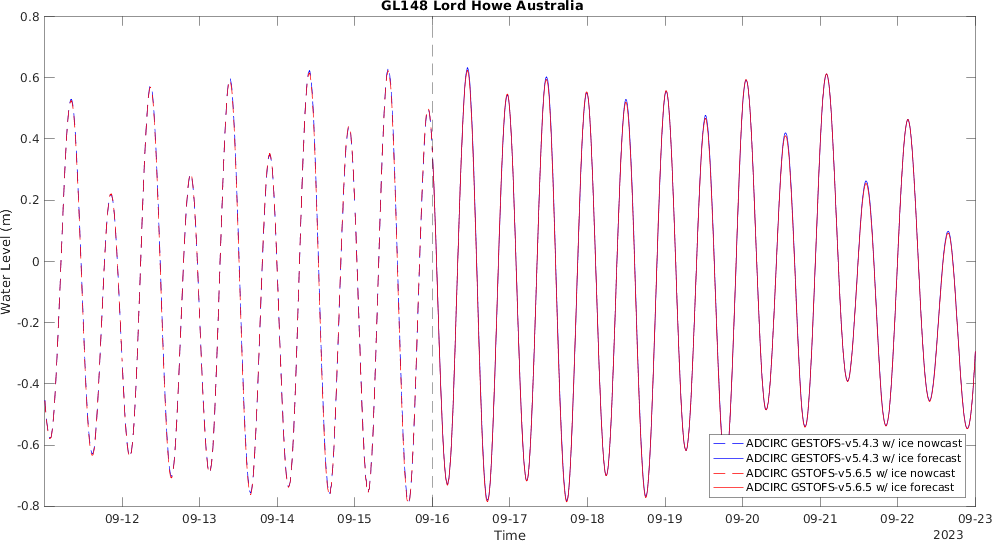 GL148 Lord Howe Australia
0.8
0.6
0.4
0.2
0
-0.2
-0.4
-0.6
-0.8
Water Level (m)
ADCIRC GESTOFS-v5.4.3 w/ ice nowcast
ADCIRC GESTOFS-v5.4.3 w/ ice forecast
ADCIRC GSTOFS-v5.6.5 w/ ice nowcast
ADCIRC GSTOFS-v5.6.5 w/ ice forecast
09-12 09-13 09-14 09-15 09-16 09-17 09-18 09-19 09-20 09-21 09-22 09-23
Time 2023